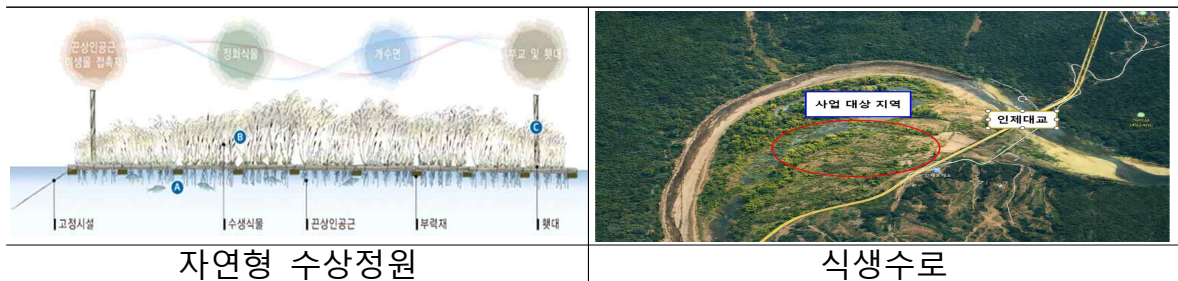 끈상인공근
미생물 접촉재
정화식물
개수면
부교 및 횃대
B
C
A
고정시설
수생식물
끈상인공근
부력재
횃대
자연형 수상정원
사업 대상 지역
인제대교
식생수로